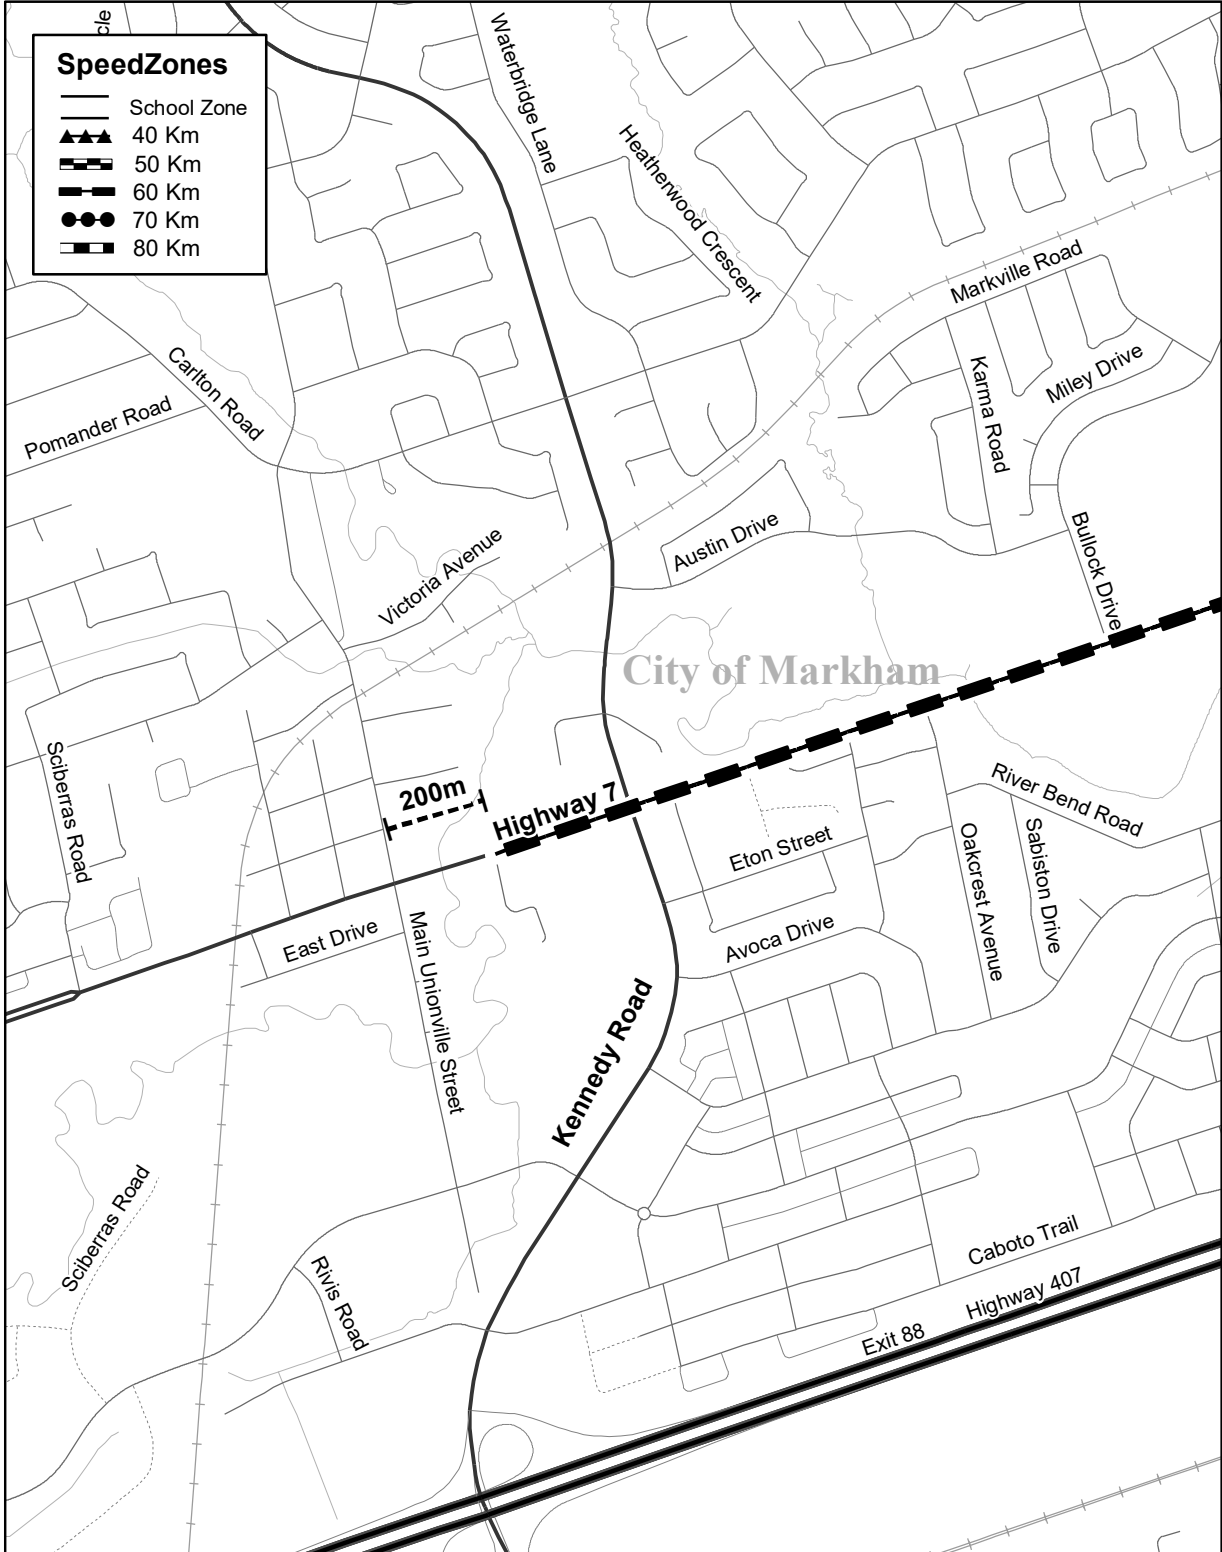 cle
SpeedZones
School Zone
40 Km
50 Km
60 Km
70 Km
80 Km
Waterbridge Lane
Heatherwood Crescent
Markville Road
Carlton Road
Karma Road
Miley Drive
Pomander Road
Victoria Avenue
Austin Drive
Bullock Drive
City of Markham
Sciberras Road
200m
Highway 7
River Bend Road
Eton Street
Oakcrest Avenue
Sabiston Drive
East Drive
Main Unionville Street
Avoca Drive
Kennedy Road
Sciberras Road
Rivis Road
Caboto Trail
Highway 407
Exit 88